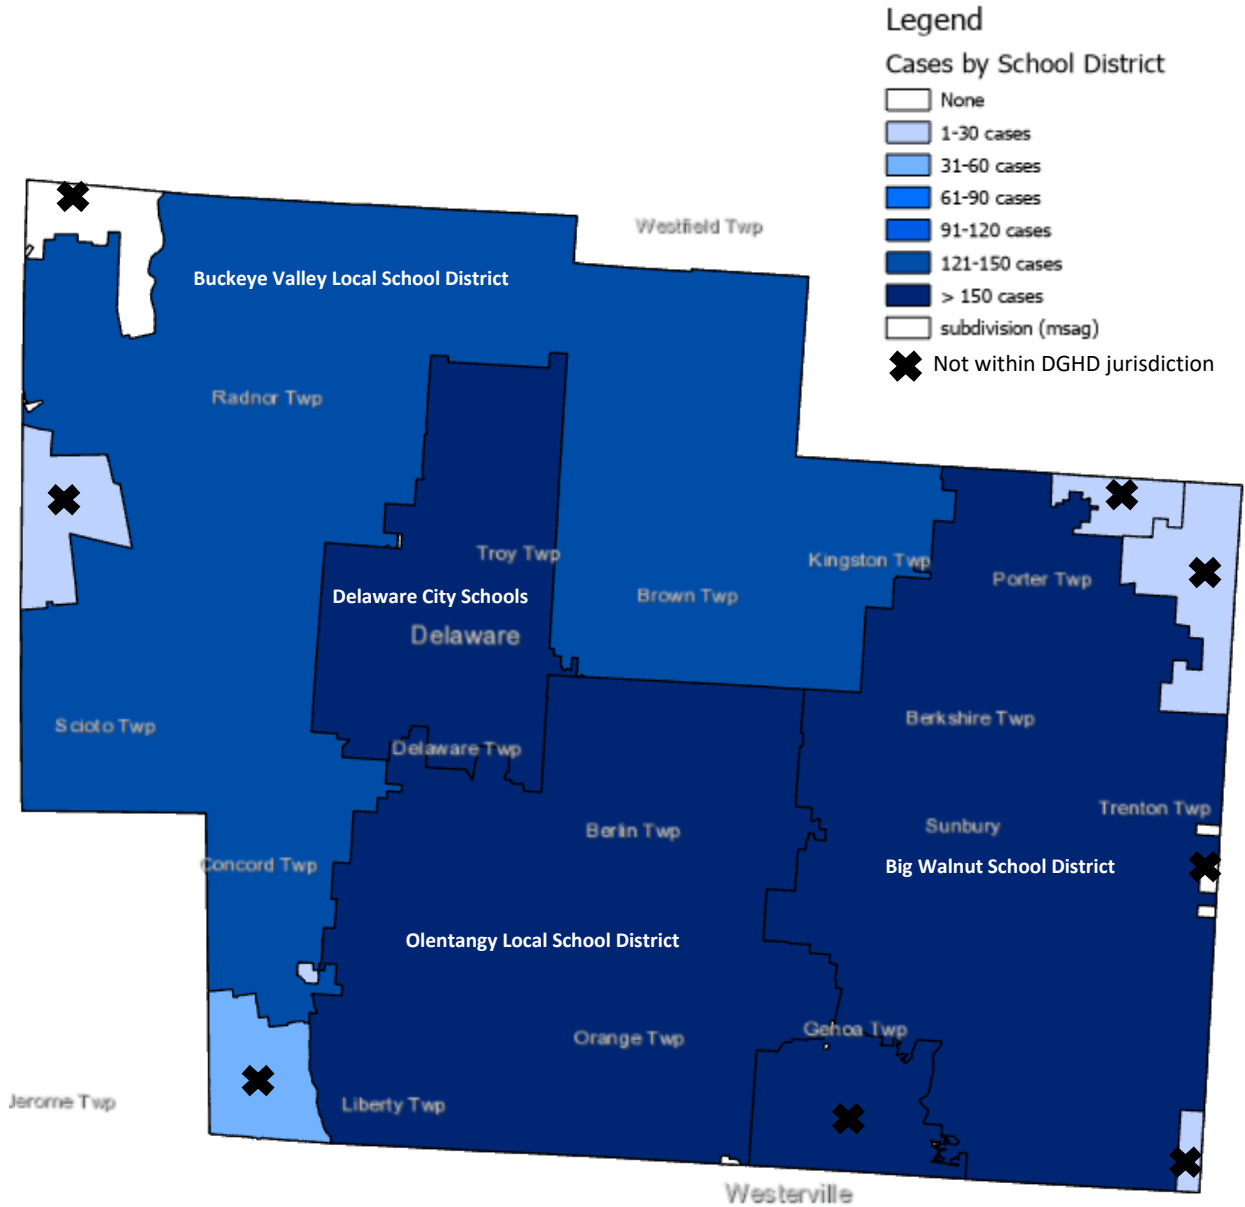 Legend
Cases by School District
None
1-30 cases
31-60 cases
61-90 cases
91-120 cases
121-150 cases
> 150 cases
subdivision (msag)
Not within DGHD jurisdiction
Westfield Twp
Buckeye Valley Local School District
Radnor Twp
Troy Twp
Kingston Twp
Porter Twp
Delaware City Schools
Brown Twp
Delaware
Scioto Twp
Berkshire Twp
Delaware Twp
Trenton Twp
Berlin Twp
Sunbury
Concord Twp
Big Walnut School District
Olentangy Local School District
Orange Twp
Genoa Twp
Jerome Twp
Liberty Twp
Westerville